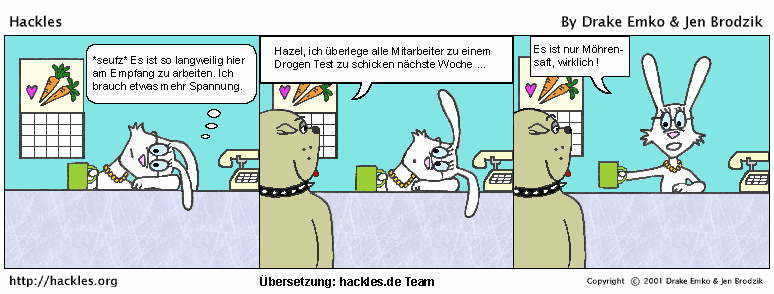 Hackles
By Drake Emko & Jen Brodzik
*seufz* Es ist so langweilig hier
am Empfang zu arbeiten. Ich
brauch etwas mehr Spannung.
Hazel, ich überlege alle Mitarbeiter zu einem
Drogen Test zu schicken nächste Woche ...
Es ist nur Möhren-
saft, wirklich !
http://hackles.org
Übersetzung: hackles.de Team
Copyright © 2001 Drake Emko & Jen Brodzik